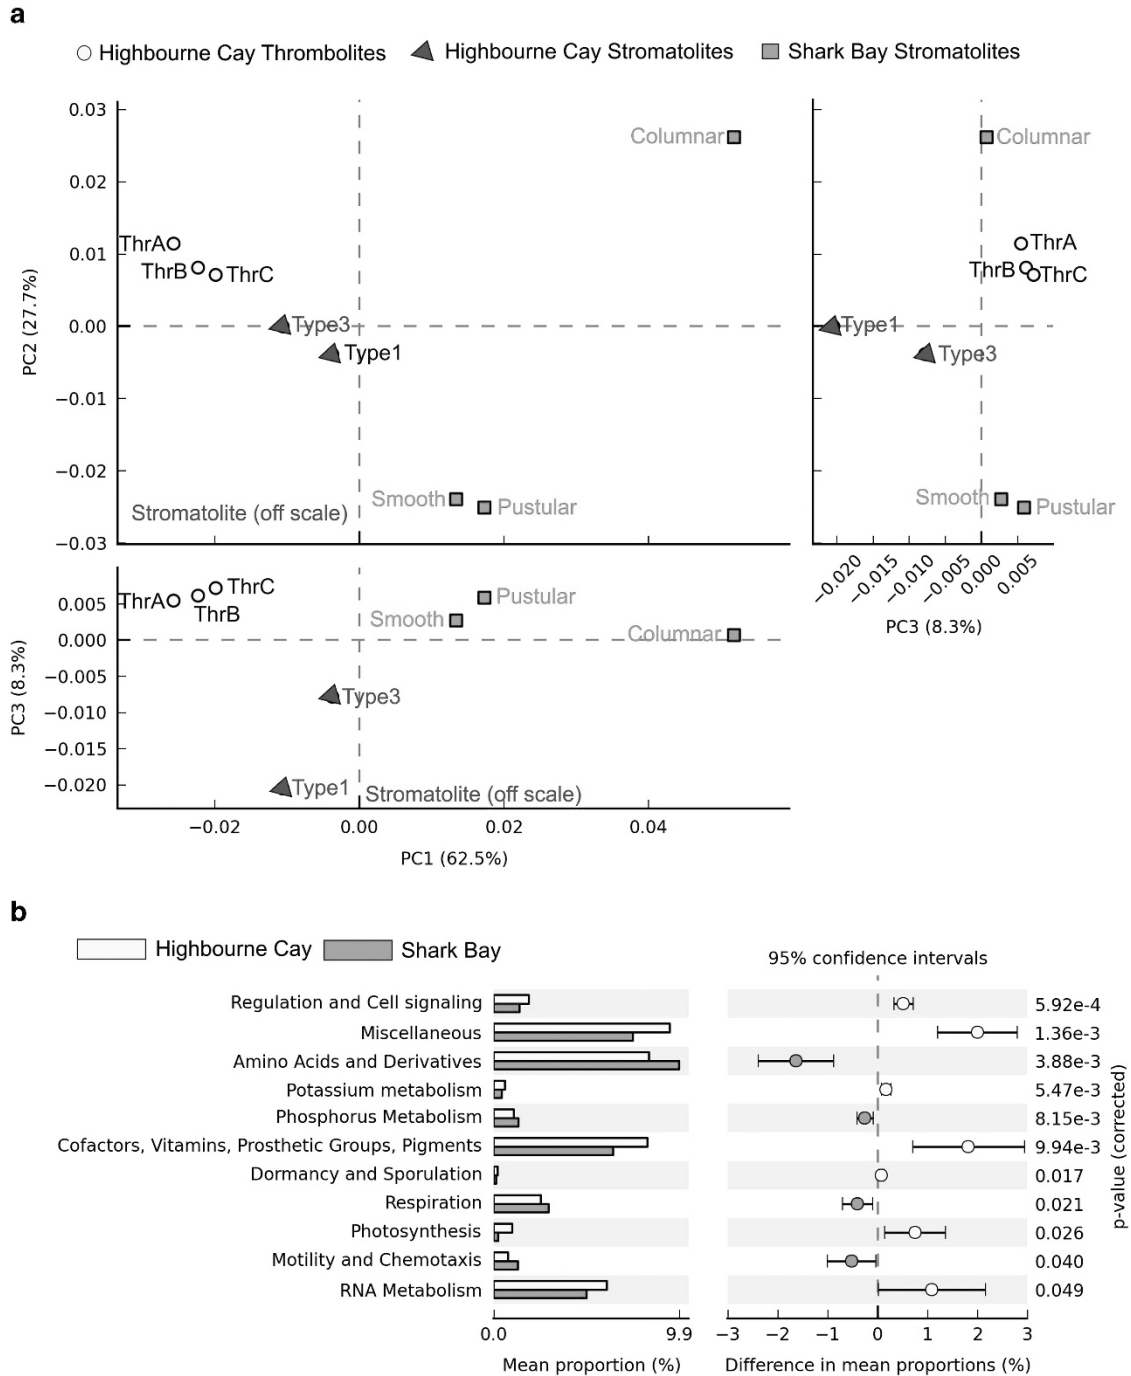 a
Highbourne Cay Thrombolites Highbourne Cay Stromatolites Shark Bay Stromatolites
PC2 (27.7%)
0.03
0.02
0.01
0.00
−0.01
−0.02
−0.03
Columnar
ThrA
ThrB
ThrC
Type3
Type1
Smooth
Pustular
Stromatolite (off scale)
Columnar
ThrA
ThrB
ThrC
Type1
Type3
Smooth
Pustular
−0.020 −0.015 −0.010 −0.005 0.000 0.005
PC3 (8.3%)
PC3 (8.3%)
0.005
0.000
−0.005
−0.010
−0.015
−0.020
ThrA
ThrB
ThrC
Smooth
Pustular
Columnar
Type3
Type1
Stromatolite (off scale)
−0.02 0.00 0.02 0.04
PC1 (62.5%)
b
Highbourne Cay Shark Bay
95% confidence intervals
Regulation and Cell signaling 5.92e-4
Miscellaneous 1.36e-3
Amino Acids and Derivatives 3.88e-3
Potassium metabolism 5.47e-3
Phosphorus Metabolism 8.15e-3
Cofactors, Vitamins, Prosthetic Groups, Pigments 9.94e-3
Dormancy and Sporulation 0.017
Respiration 0.021
Photosynthesis 0.026
Motility and Chemotaxis 0.040
RNA Metabolism 0.049
p-value (corrected)
0.0 9.9 −3 −2 −1 0 1 2 3
Mean proportion (%) Difference in mean proportions (%)